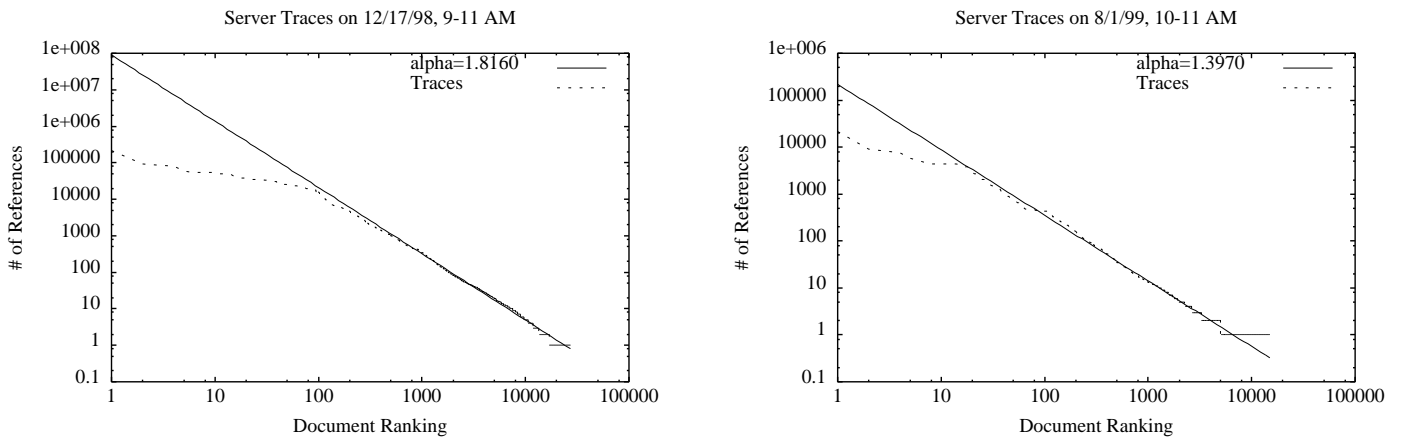 Server Traces on 12/17/98, 9-11 AM
1e+008
1e+007
1e+006
100000
10000
1000
100
10
1
0.1
# of References
alpha=1.8160
Traces
1 10 100 1000 10000 100000
Document Ranking
Server Traces on 8/1/99, 10-11 AM
1e+006
100000
10000
1000
100
10
1
0.1
# of References
alpha=1.3970
Traces
1 10 100 1000 10000 100000
Document Ranking